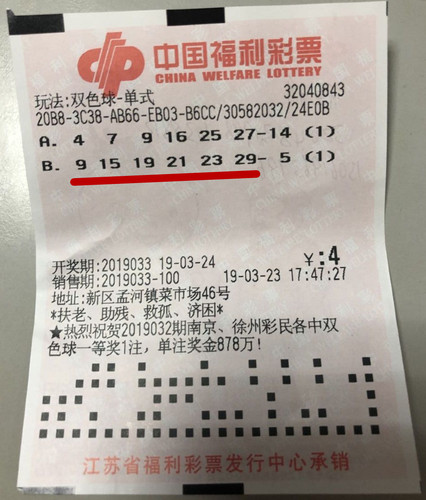 中国福利彩票
CHINA WELFARE LOTTERY
玩法:双色球-单式 32040843
20B8-3C38-AB66-EB03-B6CC/30582032/24E0B
A. 4 7 9 16 25 27-14 (1)
B. 9 15 19 21 23 29- 5 (1)
开奖期:2019033 19-03-24 ¥:4
销售期:2019033-100 19-03-23 17:47:27
地址:新区孟河镇菜市场46号
*扶老、助残、救孤、济困*
★热烈祝贺2019032期南京、徐州彩民各中双
色球一等奖1注，单注奖金878万!
江苏省福利彩票发行中心承销